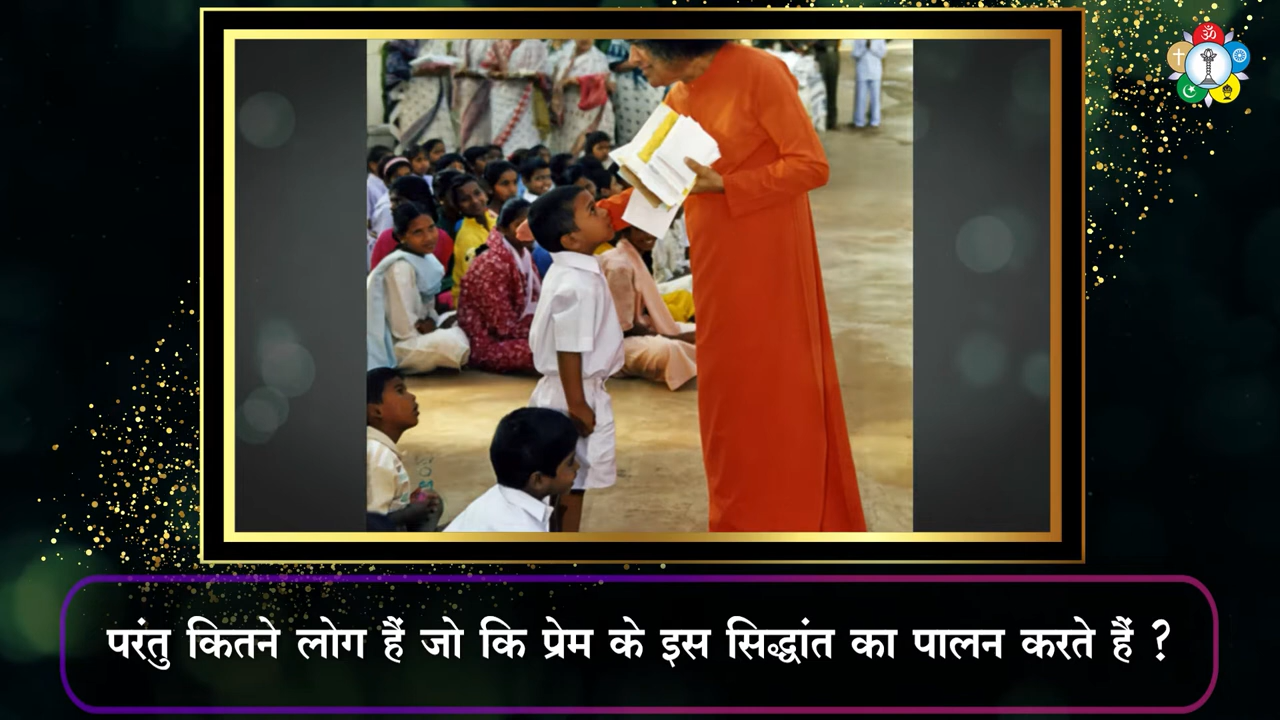 ॐ
परंतु कितने लोग हैं जो कि प्रेम के इस सिद्धांत का पालन करते हैं ?